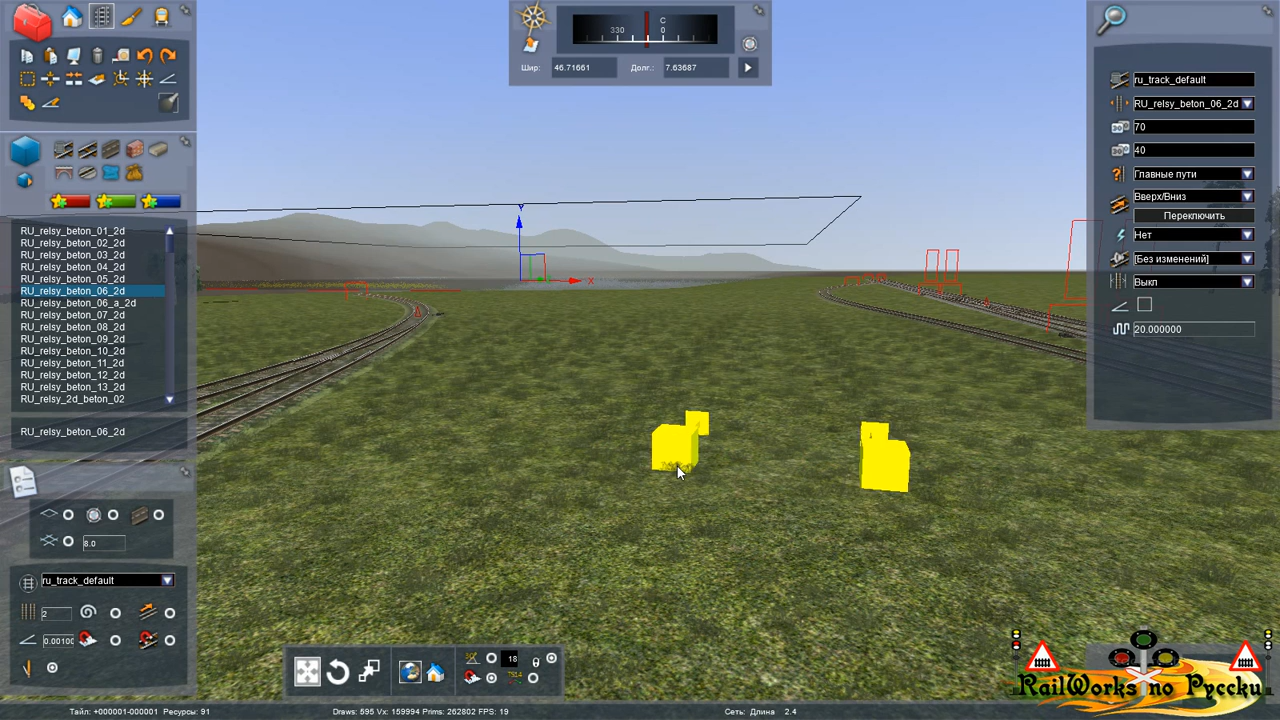 330
C
0
Шир:
46.71661
Долг.:
7.63687
RU_relsy_beton_01_2d
RU_relsy_beton_02_2d
RU_relsy_beton_03_2d
RU_relsy_beton_04_2d
RU_relsy_beton_05_2d
RU_relsy_beton_06_2d
RU_relsy_beton_06_a_2d
RU_relsy_beton_07_2d
RU_relsy_beton_08_2d
RU_relsy_beton_09_2d
RU_relsy_beton_10_2d
RU_relsy_beton_11_2d
RU_relsy_beton_12_2d
RU_relsy_beton_13_2d
RU_relsy_2d_beton_02
RU_relsy_beton_06_2d
8.0
ru_track_default
2
0.0010
Y
X
ru_track_default
RU_relsy_beton_06_2d
70
40
Главные пути
Вверх/Вниз
Переключить
Нет
[Без изменений]
Выкл
20.000000
18
RailWorks по Русски
Тайл: +000001-000001 Ресурсы: 91
Draws: 595 Vx: 159994 Prims: 262802 FPS: 19
Сеть: Длина 2.4